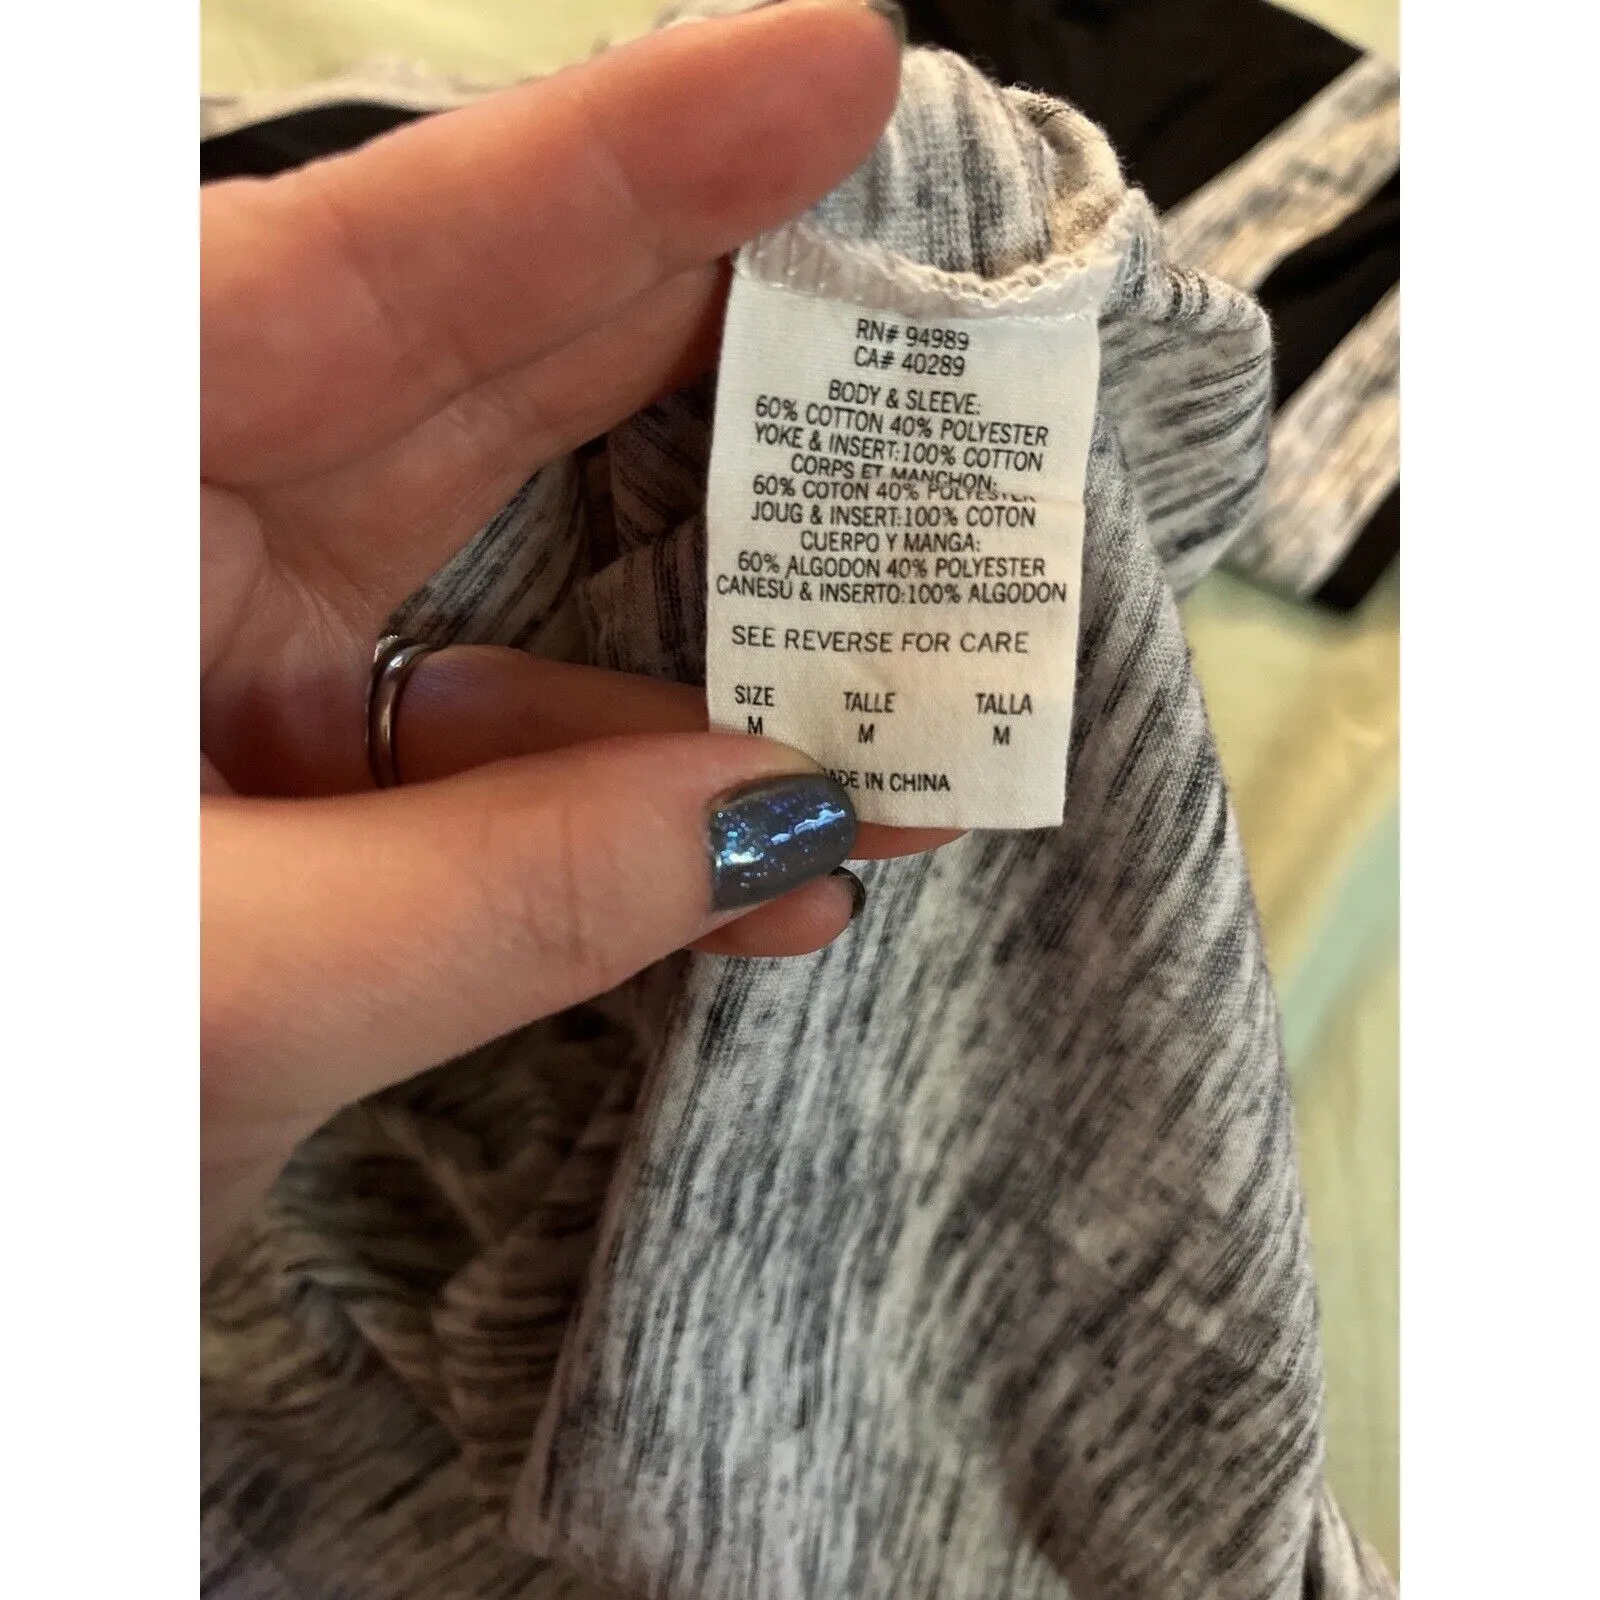 RN# 94989
CA# 40289
BODY & SLEEVE:
60% COTTON 40% POLYESTER
YOKE & INSERT:100% COTTON
CORPS ET MANCHON:
60% COTON 40% POLYESTER
JOUG & INSERT:100% COTON
CUERPO Y MANGA:
60% ALGODON 40% POLYESTER
CANESÚ & INSERTO:100% ALGODON
SEE REVERSE FOR CARE
SIZE TALLE TALLA
M M M
ADE IN CHINA